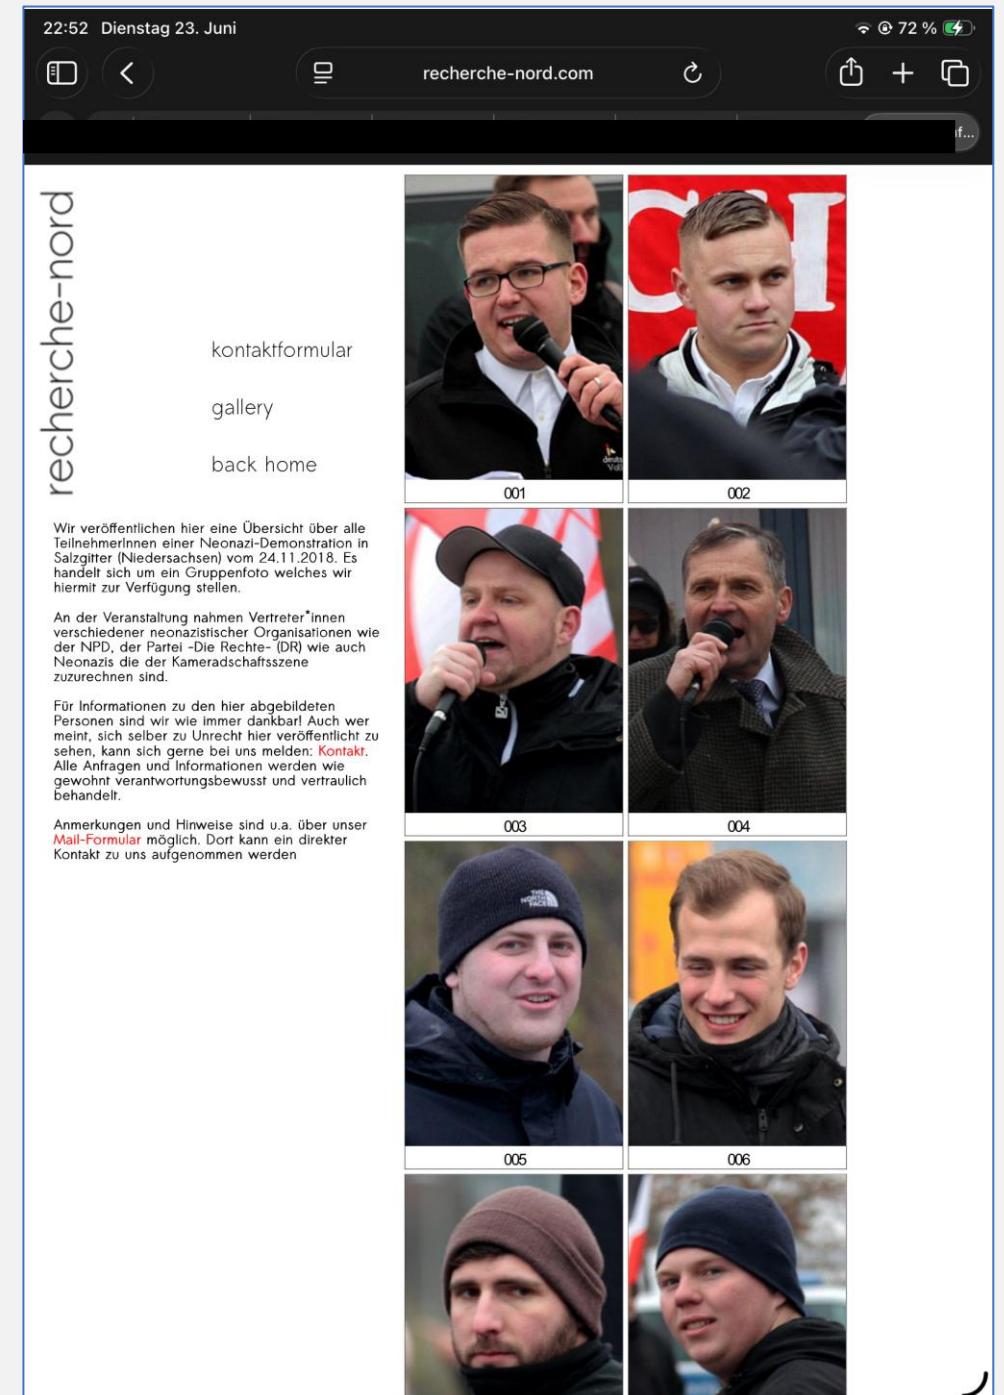 22:52 Dienstag 23. Juni
72 %
recherche-nord.com
nf...
recherche-nord
kontaktformular
gallery
back home
Wir veröffentlichen hier eine Übersicht über alle
TeilnehmerInnen einer Neonazi-Demonstration in
Salzgitter (Niedersachsen) vom 24.11.2018. Es
handelt sich um ein Gruppenfoto welches wir
hiermit zur Verfügung stellen.
An der Veranstaltung nahmen Vertreter*innen
verschiedener neonazistischer Organisationen wie
der NPD, der Partei -Die Rechte- (DR) wie auch
Neonazis die der Kameradschaftsszene
zuzurechnen sind.
Für Informationen zu den hier abgebildeten
Personen sind wir wie immer dankbar! Auch wer
meint, sich selber zu Unrecht hier veröffentlicht zu
sehen, kann sich gerne bei uns melden: Kontakt.
Alle Anfragen und Informationen werden wie
gewohnt verantwortungsbewusst und vertraulich
behandelt.
Anmerkungen und Hinweise sind u.a. über unser
Mail-Formular möglich. Dort kann ein direkter
Kontakt zu uns aufgenommen werden
001
002
003
004
THE
NORTH
FACE
005
006